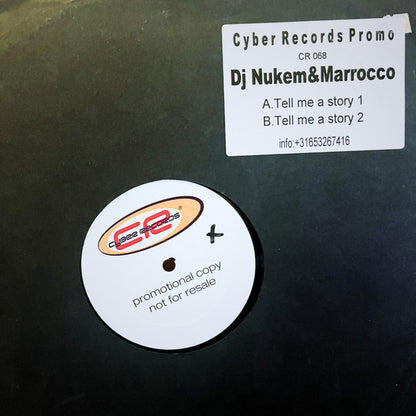 Cyber Records Promo
CR 068
Dj Nukem&Marrocco
A.Tell me a story 1
B.Tell me a story 2
info:+31653267416
CR
CYBER RECORDS
promotional copy
not for resale